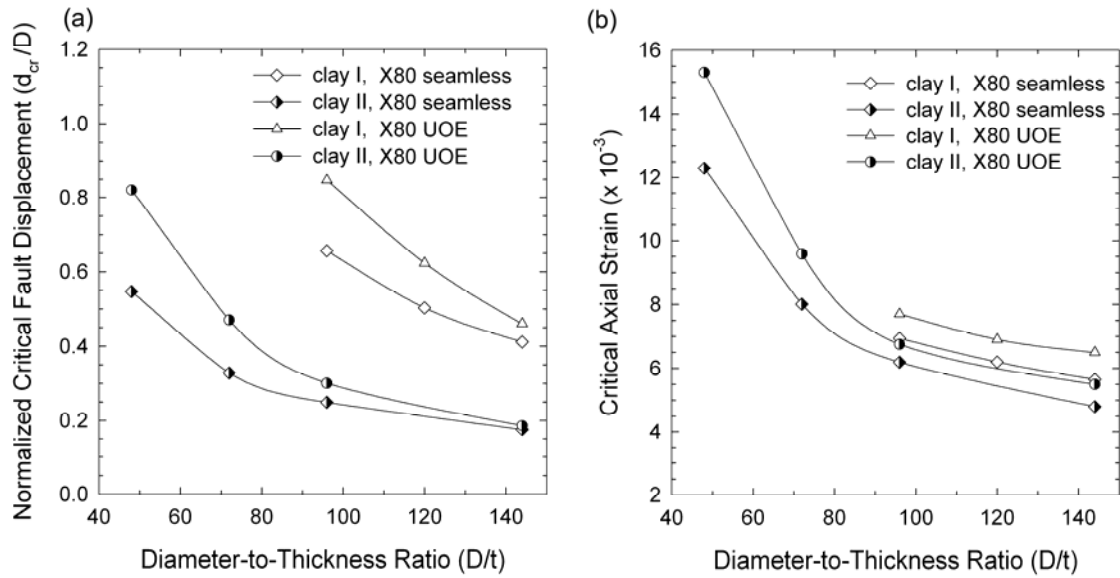 (a)
Normalized Critical Fault Displacement (d_cr /D)
1.2
1.0
0.8
0.6
0.4
0.2
0.0
clay I, X80 seamless
clay II, X80 seamless
clay I, X80 UOE
clay II, X80 UOE
40 60 80 100 120 140
Diameter-to-Thickness Ratio (D/t)
(b)
Critical Axial Strain (x 10⁻³)
16
14
12
10
8
6
4
2
clay I, X80 seamless
clay II, X80 seamless
clay I, X80 UOE
clay II, X80 UOE
40 60 80 100 120 140
Diameter-to-Thickness Ratio (D/t)